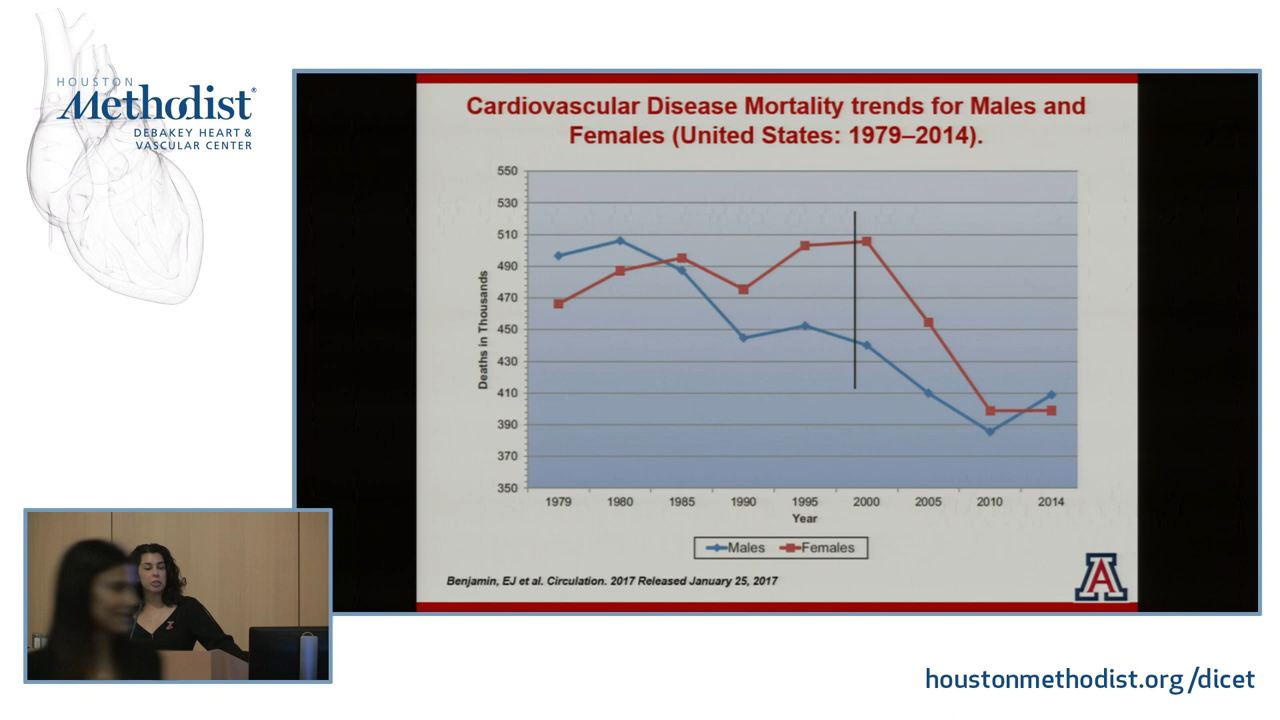 HOUSTON
Methodist®
DEBAKEY HEART &
VASCULAR CENTER
Cardiovascular Disease Mortality trends for Males and
Females (United States: 1979–2014).
550
530
510
490
470
450
430
410
390
370
350
Deaths in Thousands
1979 1980 1985 1990 1995 2000 2005 2010 2014
Year
Males Females
Benjamin, EJ et al. Circulation. 2017 Released January 25, 2017
A
houstonmethodist.org/dicet